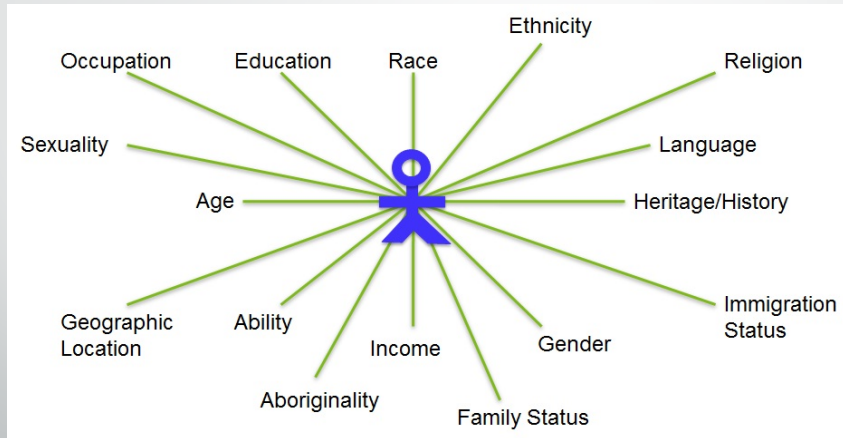 Ethnicity
Occupation
Education
Race
Religion
Sexuality
Language
Age
Heritage/History
Geographic
Location
Ability
Income
Gender
Immigration
Status
Aboriginality
Family Status